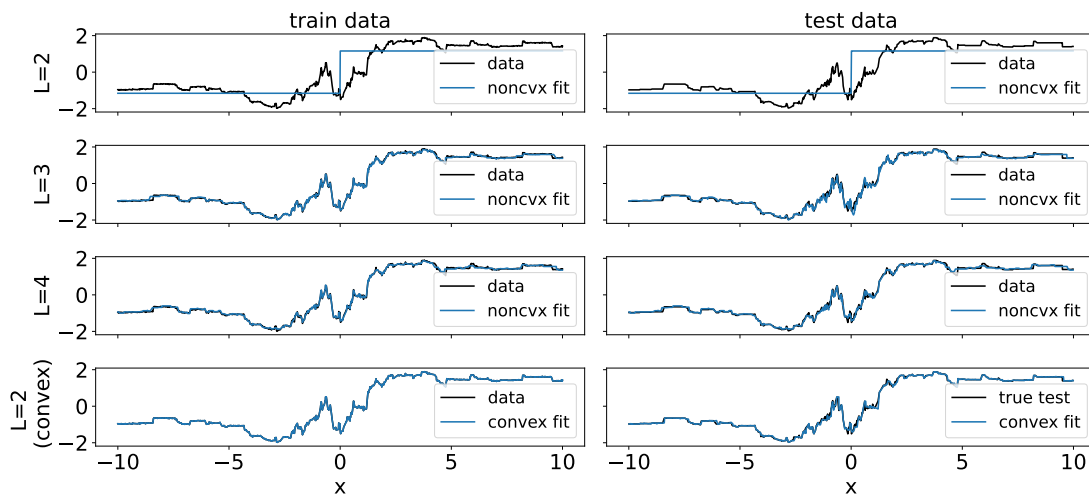 train data
test data
L=2
2
0
−2
data
noncvx fit
data
noncvx fit
L=3
2
0
−2
data
noncvx fit
data
noncvx fit
L=4
2
0
−2
data
noncvx fit
data
noncvx fit
L=2
(convex)
2
0
−2
data
convex fit
true test
convex fit
−10
−5
0
5
10
−10
−5
0
5
10
x
x